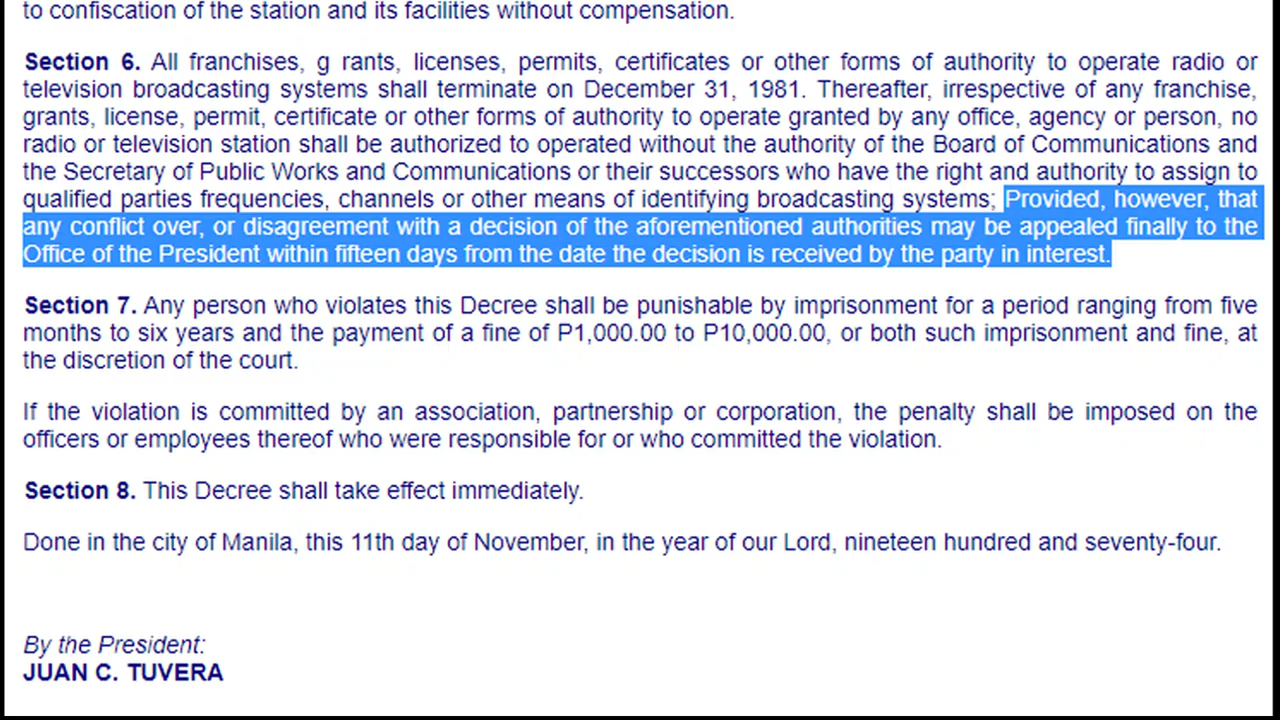 to confiscation of the station and its facilities without compensation.
Section 6. All franchises, g rants, licenses, permits, certificates or other forms of authority to operate radio or
television broadcasting systems shall terminate on December 31, 1981. Thereafter, irrespective of any franchise,
grants, license, permit, certificate or other forms of authority to operate granted by any office, agency or person, no
radio or television station shall be authorized to operated without the authority of the Board of Communications and
the Secretary of Public Works and Communications or their successors who have the right and authority to assign to
qualified parties frequencies, channels or other means of identifying broadcasting systems; Provided, however, that
any conflict over, or disagreement with a decision of the aforementioned authorities may be appealed finally to the
Office of the President within fifteen days from the date the decision is received by the party in interest.
Section 7. Any person who violates this Decree shall be punishable by imprisonment for a period ranging from five
months to six years and the payment of a fine of P1,000.00 to P10,000.00, or both such imprisonment and fine, at
the discretion of the court.
If the violation is committed by an association, partnership or corporation, the penalty shall be imposed on the
officers or employees thereof who were responsible for or who committed the violation.
Section 8. This Decree shall take effect immediately.
Done in the city of Manila, this 11th day of November, in the year of our Lord, nineteen hundred and seventy-four.
By the President:
JUAN C. TUVERA